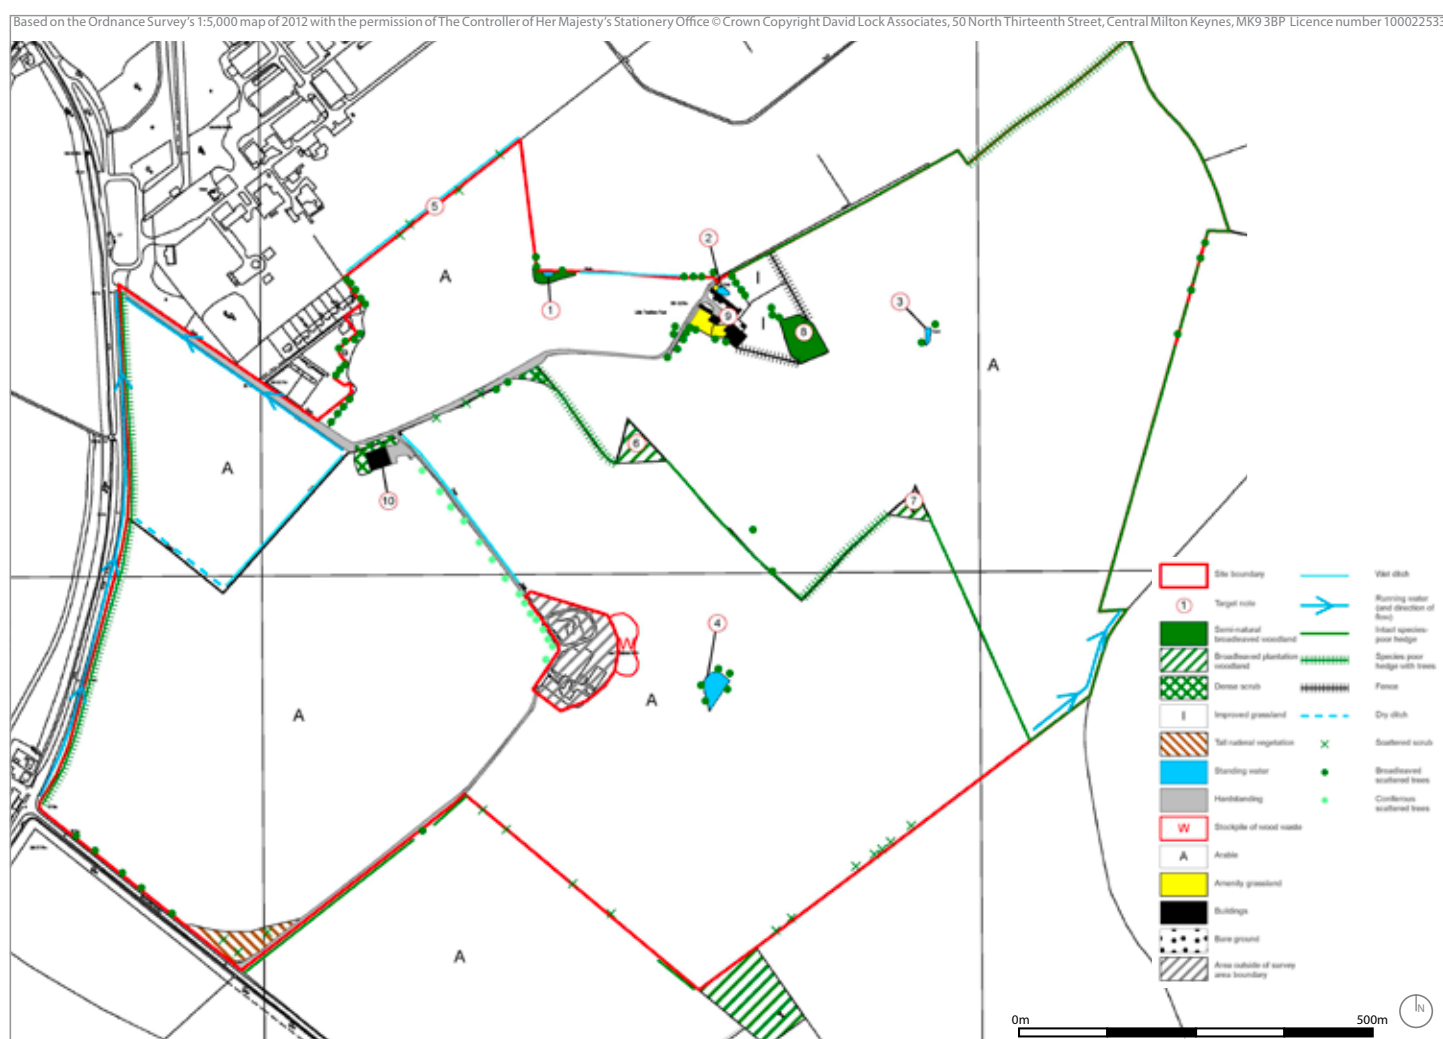 Based on the Ordnance Survey's 1:5,000 map of 2012 with the permission of The Controller of Her Majesty's Stationery Office © Crown Copyright David Lock Associates, 50 North Thirteenth Street, Central Milton Keynes, MK9 3BP Licence number 100022533
5
A
2
I
1
3
9
I
8
A
6
A
10
7
4
W
A
A
A
Site boundary
Wet ditch
1
Target note
Running water
(and direction of
flow)
Semi-natural
broadleaved woodland
Intact species-
poor hedge
Broadleaved plantation
woodland
Species poor
hedge with trees
Dense scrub
Fence
I
Improved grassland
Dry ditch
Tall ruderal vegetation
Scattered scrub
Standing water
Broadleaved
scattered trees
Hardstanding
Coniferous
scattered trees
W
Stockpile of wood waste
A
Arable
Amenity grassland
Buildings
Bare ground
Area outside of survey
area boundary
N
0m
500m